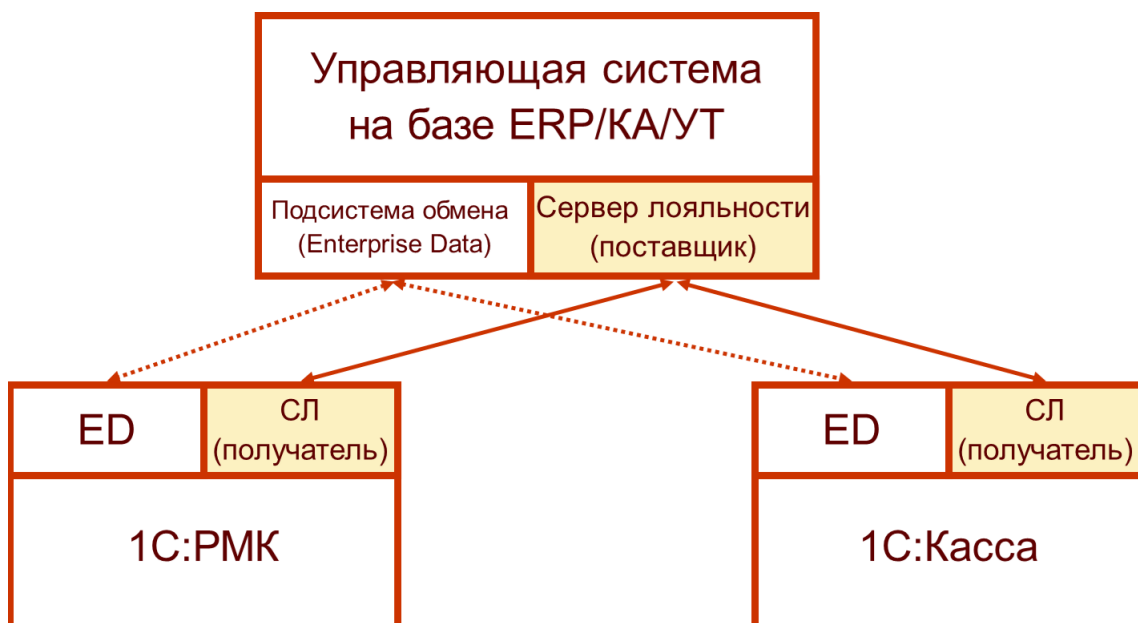 Управляющая система
на базе ERP/КА/УТ
Подсистема обмена
(Enterprise Data)
Сервер лояльности
(поставщик)
ED
СЛ
(получатель)
ED
СЛ
(получатель)
1С:РМК
1С:Касса